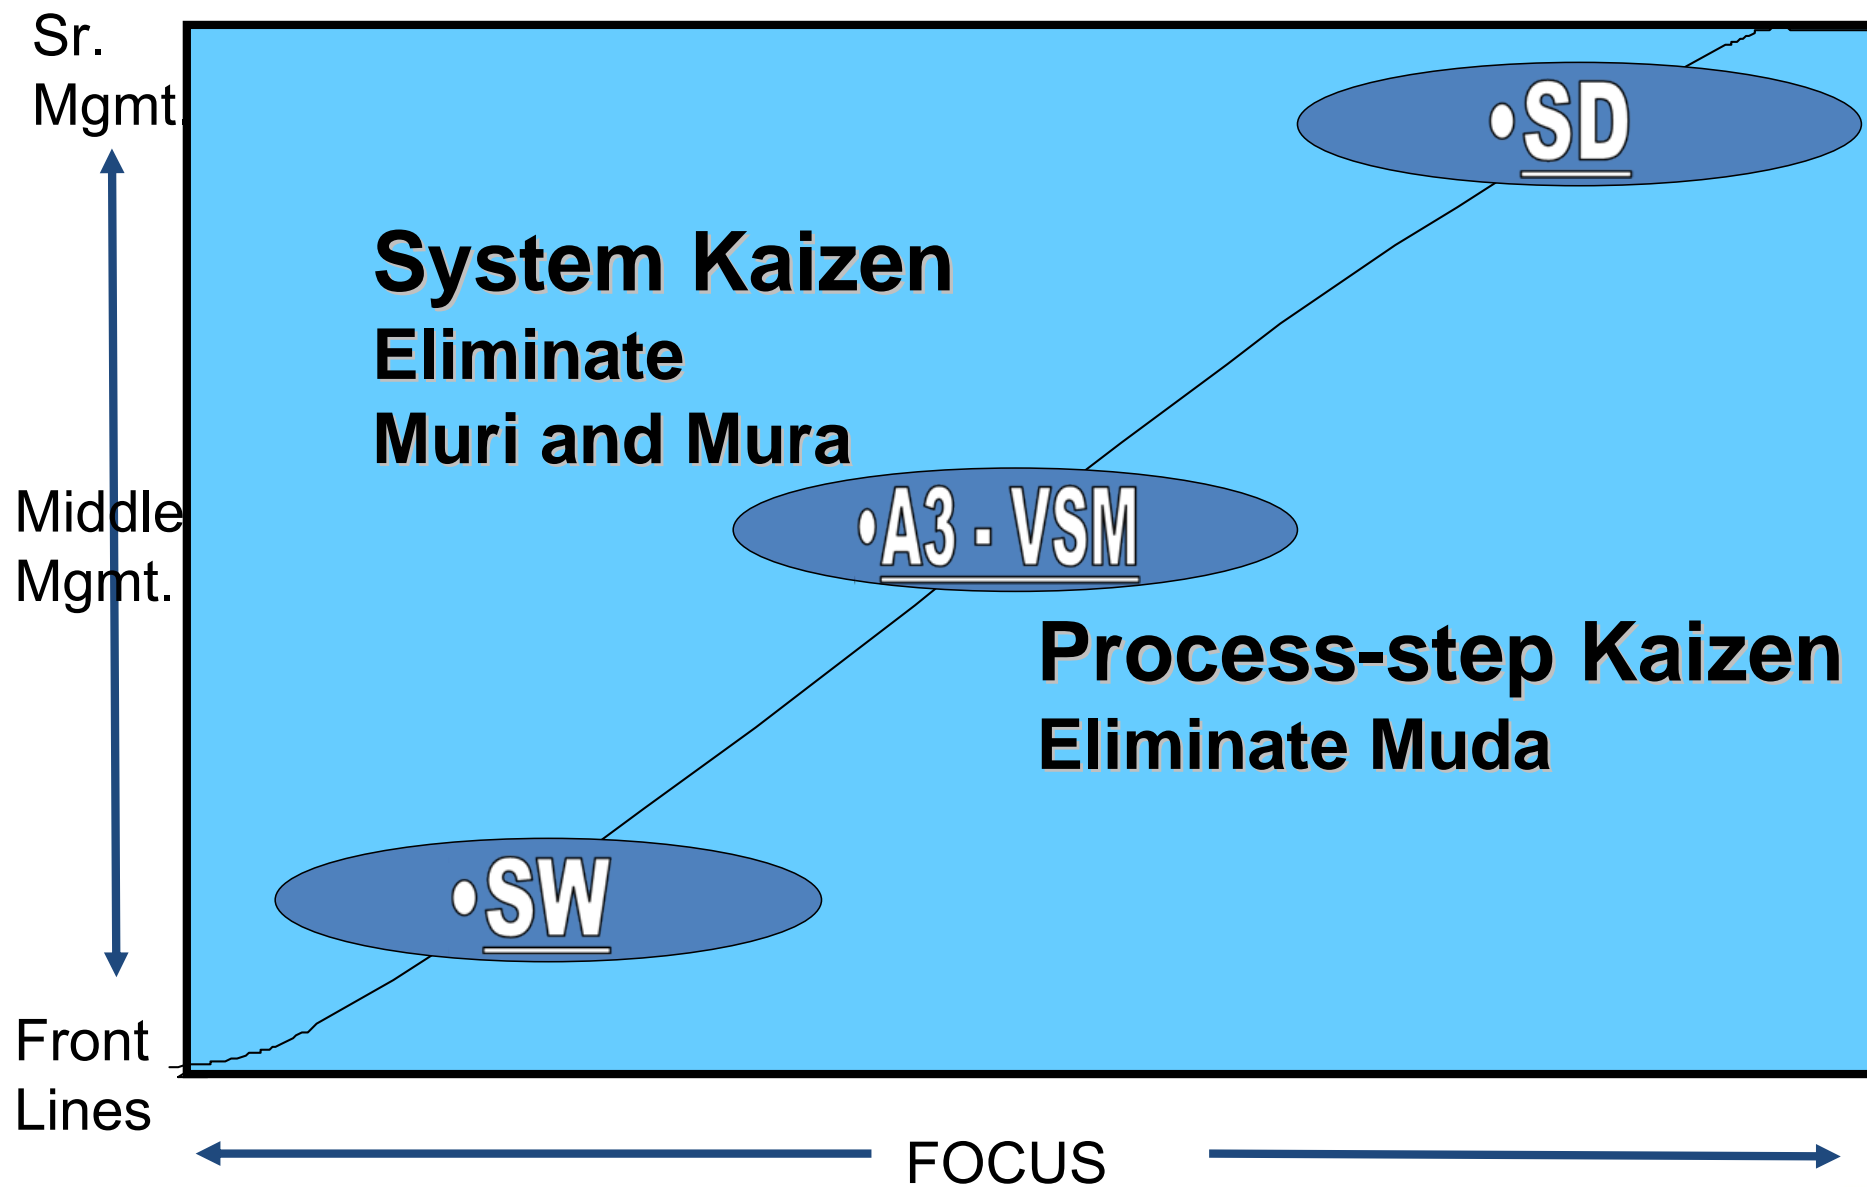 Sr.
Mgmt.
•SD
System Kaizen
Eliminate
Muri and Mura
Middle
Mgmt.
•A3 - VSM
Process-step Kaizen
Eliminate Muda
•SW
Front
Lines
FOCUS